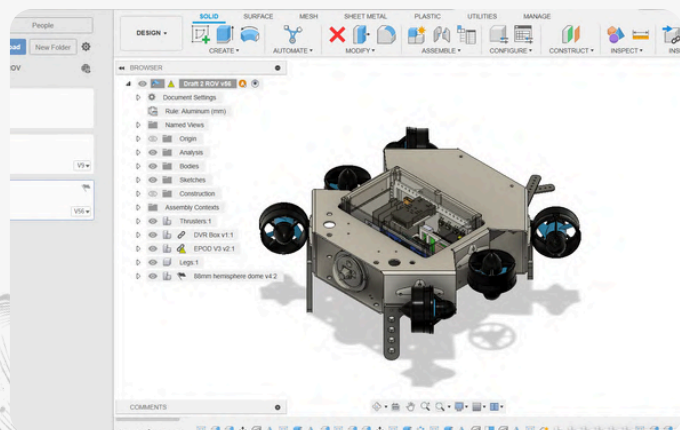 People
oad
New Folder
OV
V9
V56
DESIGN
SOLID SURFACE MESH SHEET METAL PLASTIC UTILITIES MANAGE
CREATE AUTOMATE MODIFY ASSEMBLE CONFIGURE CONSTRUCT INSPECT INS
BROWSER
Draft 2 ROV v56
Document Settings
Rule: Aluminum (mm)
Named Views
Origin
Analysis
Bodies
Sketches
Construction
Assembly Contexts
Thrusters:1
DVR Box v1:1
EPOD V3 v2:1
Legs:1
88mm hemisphere dome v4:2
COMMENTS